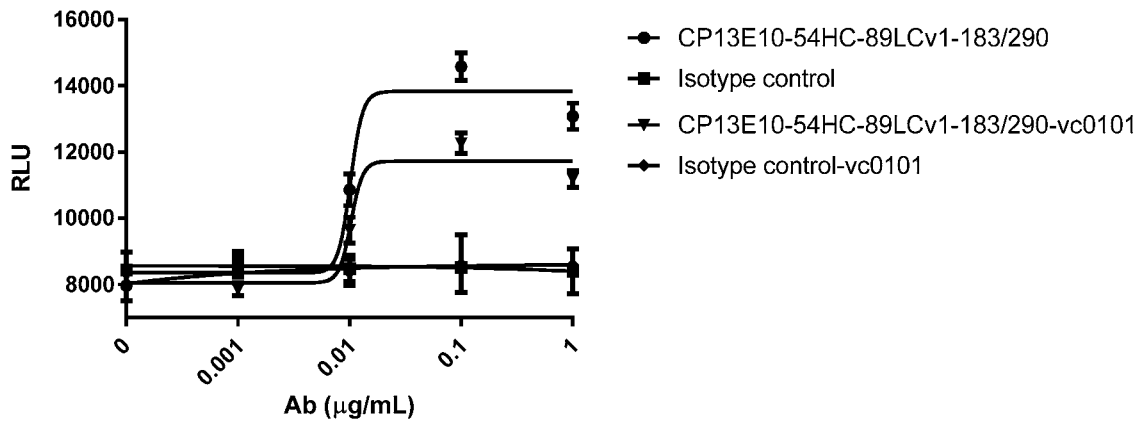 16000
14000
12000
10000
8000
RLU
0
0.001
0.01
0.1
1
Ab (μg/mL)
CP13E10-54HC-89LCv1-183/290
Isotype control
CP13E10-54HC-89LCv1-183/290-vc0101
Isotype control-vc0101